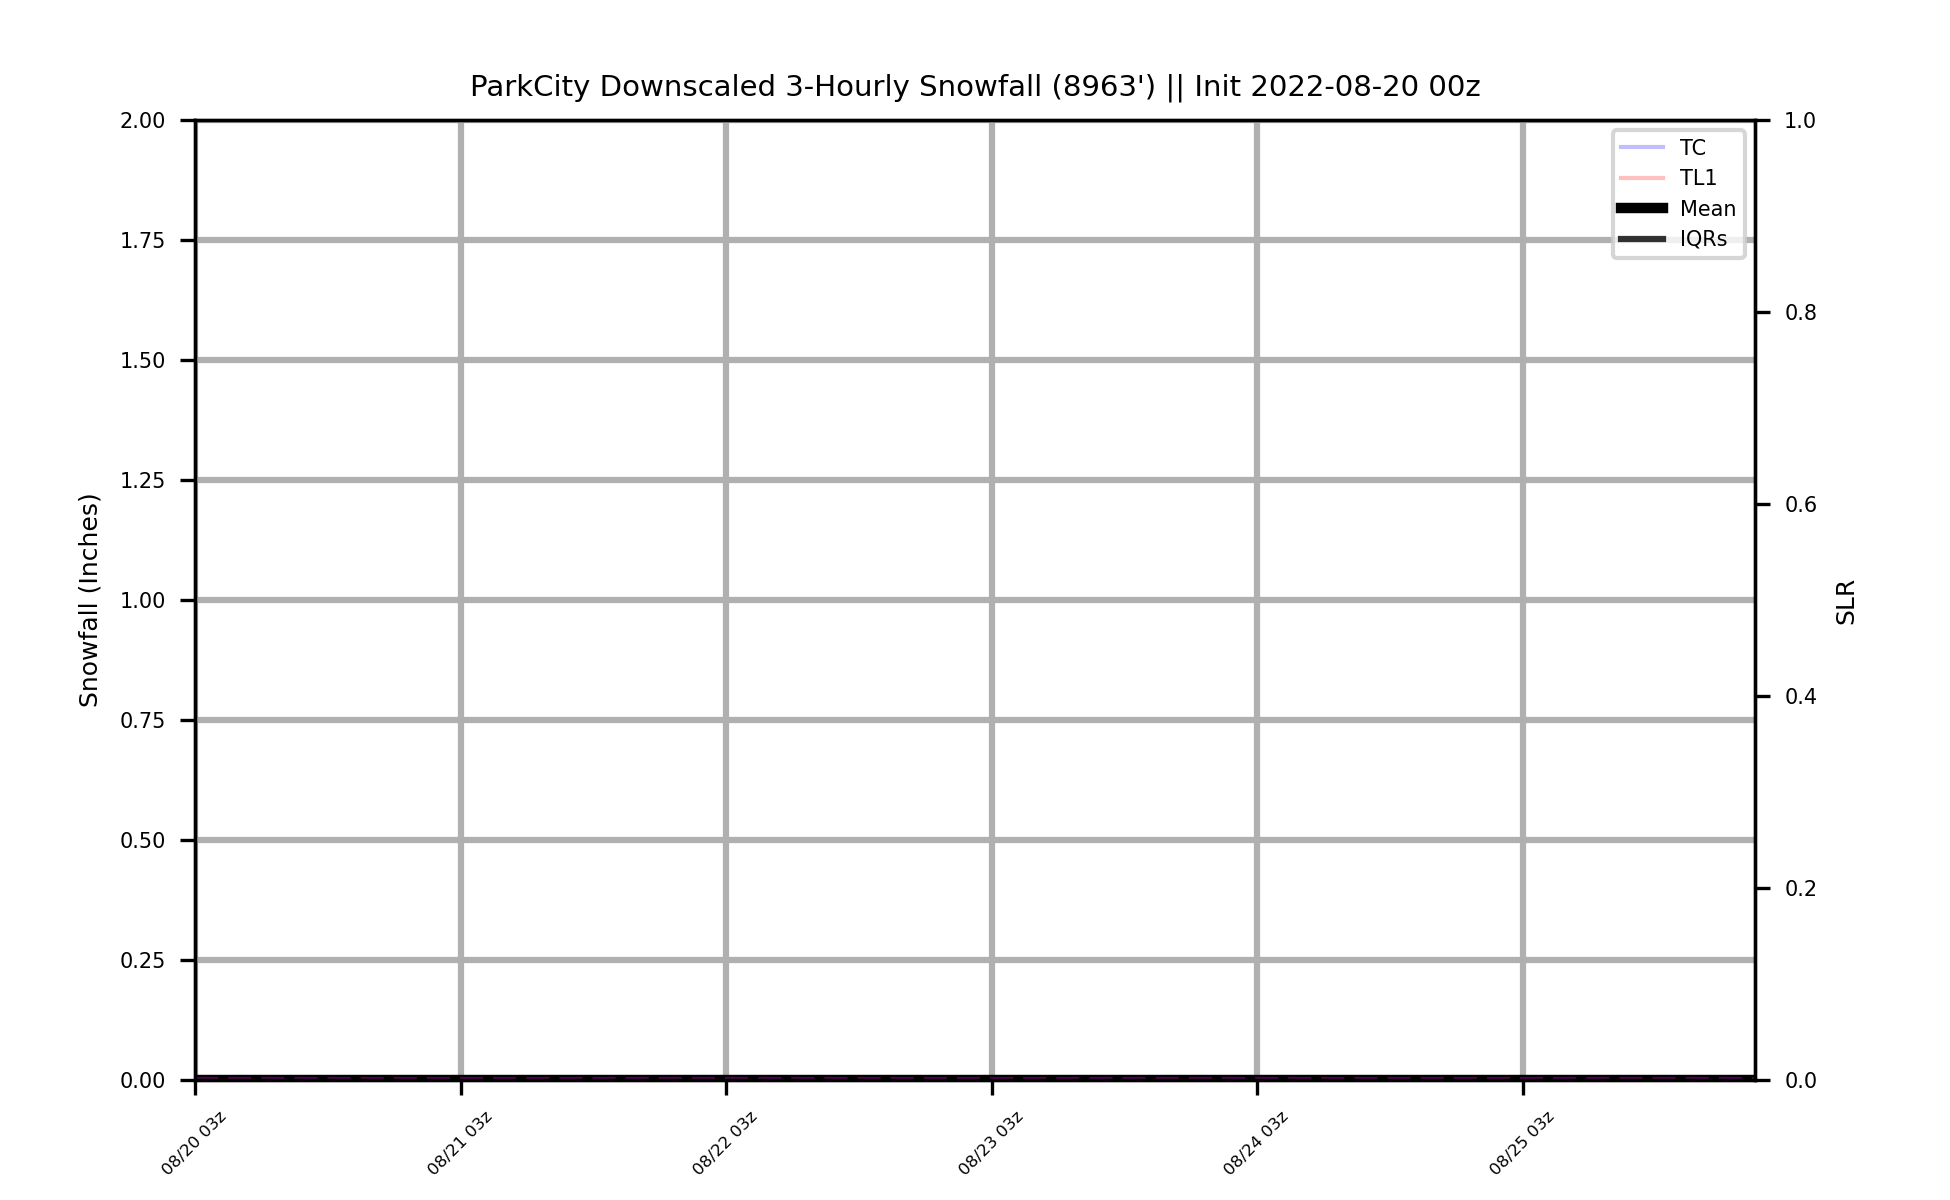 ParkCity Downscaled 3-Hourly Snowfall (8963') || Init 2022-08-20 00z
2.00
1.75
1.50
1.25
1.00
0.75
0.50
0.25
0.00
Snowfall (Inches)
TC
TL1
Mean
IQRs
1.0
0.8
0.6
0.4
0.2
0.0
SLR
08/20 03z
08/21 03z
08/22 03z
08/23 03z
08/24 03z
08/25 03z